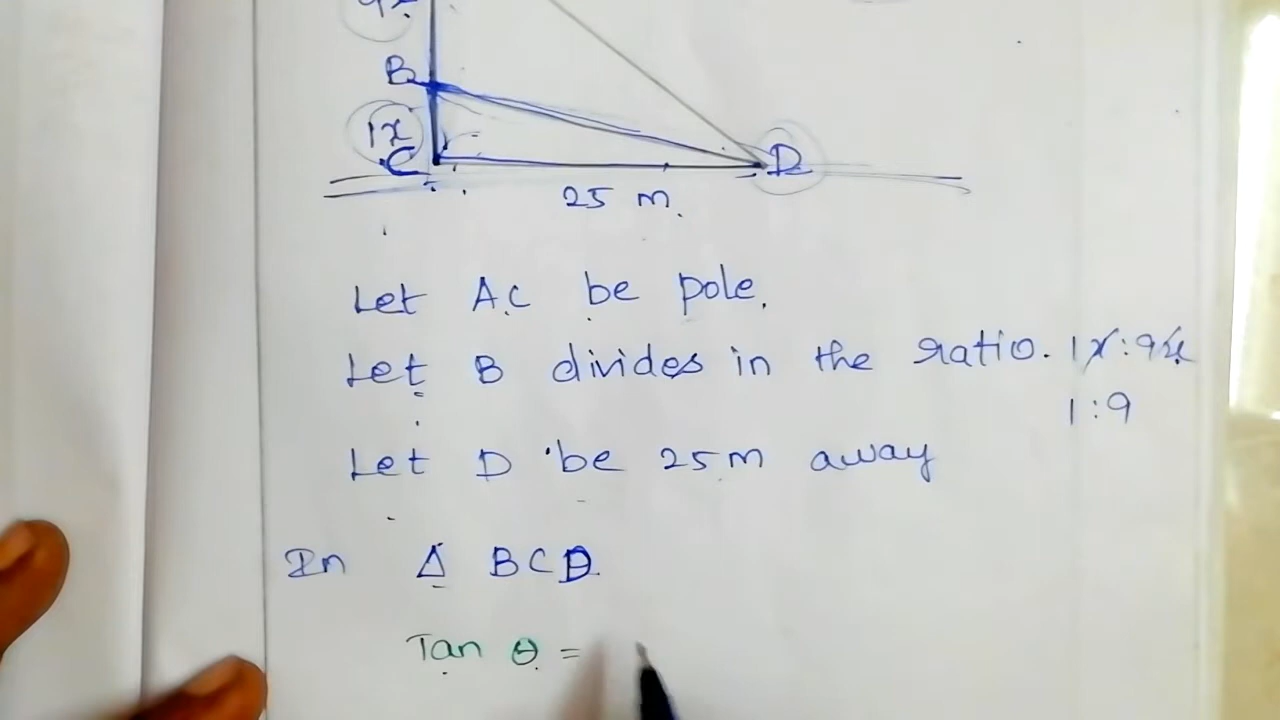 9x
B
1x
C
D
25 m.
Let AC be pole.
Let B divides in the ratio. 1x:9x
1:9
Let D be 25m away
In Δ BCD
Tan θ =